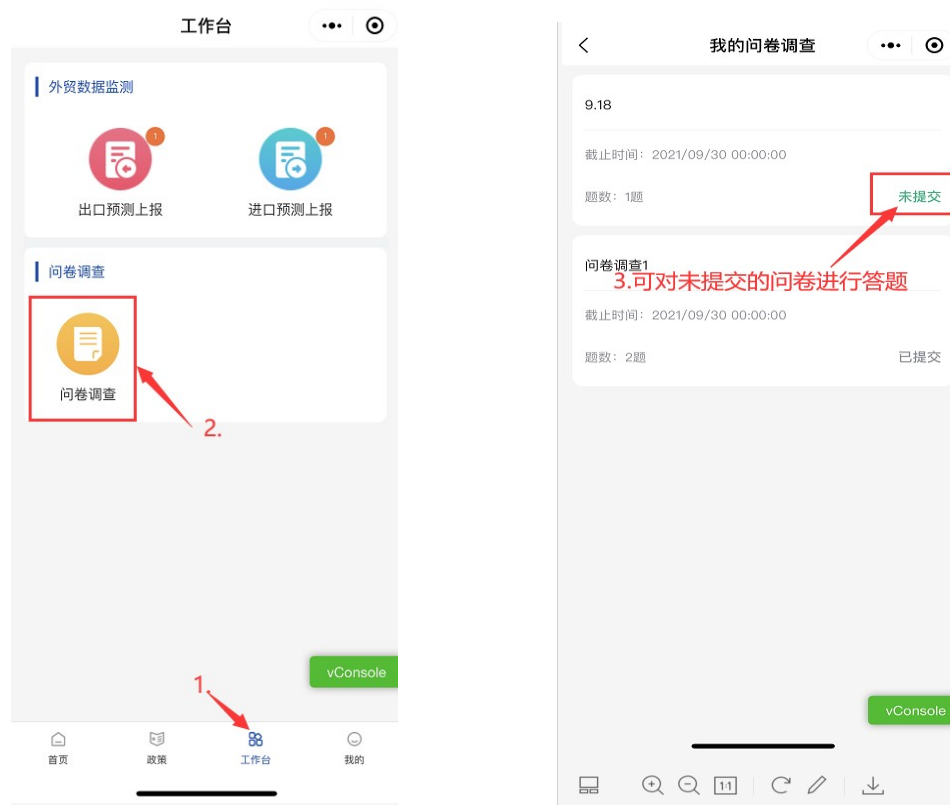 工作台
外贸数据监测
1
1
出口预测上报
进口预测上报
问卷调查
问卷调查
2.
vConsole
1.
首页
政策
工作台
我的
我的问卷调查
9.18
截止时间：2021/09/30 00:00:00
题数：1题
未提交
问卷调查1
3.可对未提交的问卷进行答题
截止时间：2021/09/30 00:00:00
题数：2题
已提交
vConsole
1:1